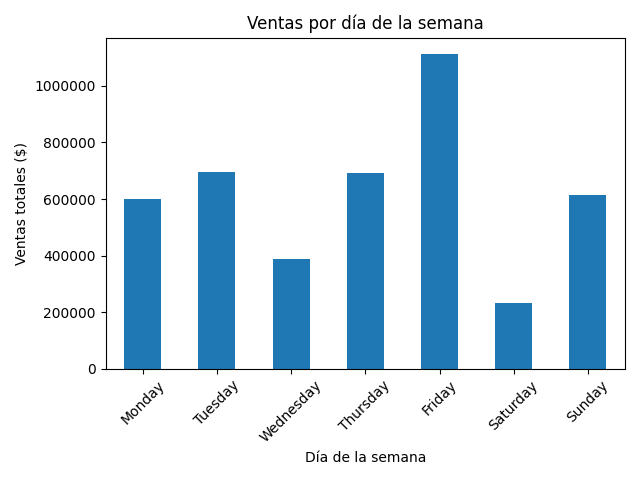 Ventas por día de la semana
Ventas totales ($)
1000000
800000
600000
400000
200000
0
Monday
Tuesday
Wednesday
Thursday
Friday
Saturday
Sunday
Día de la semana